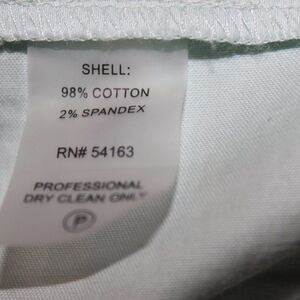 SHELL:
98% COTTON
2% SPANDEX
RN# 54163
PROFESSIONAL
DRY CLEAN ONLY
P